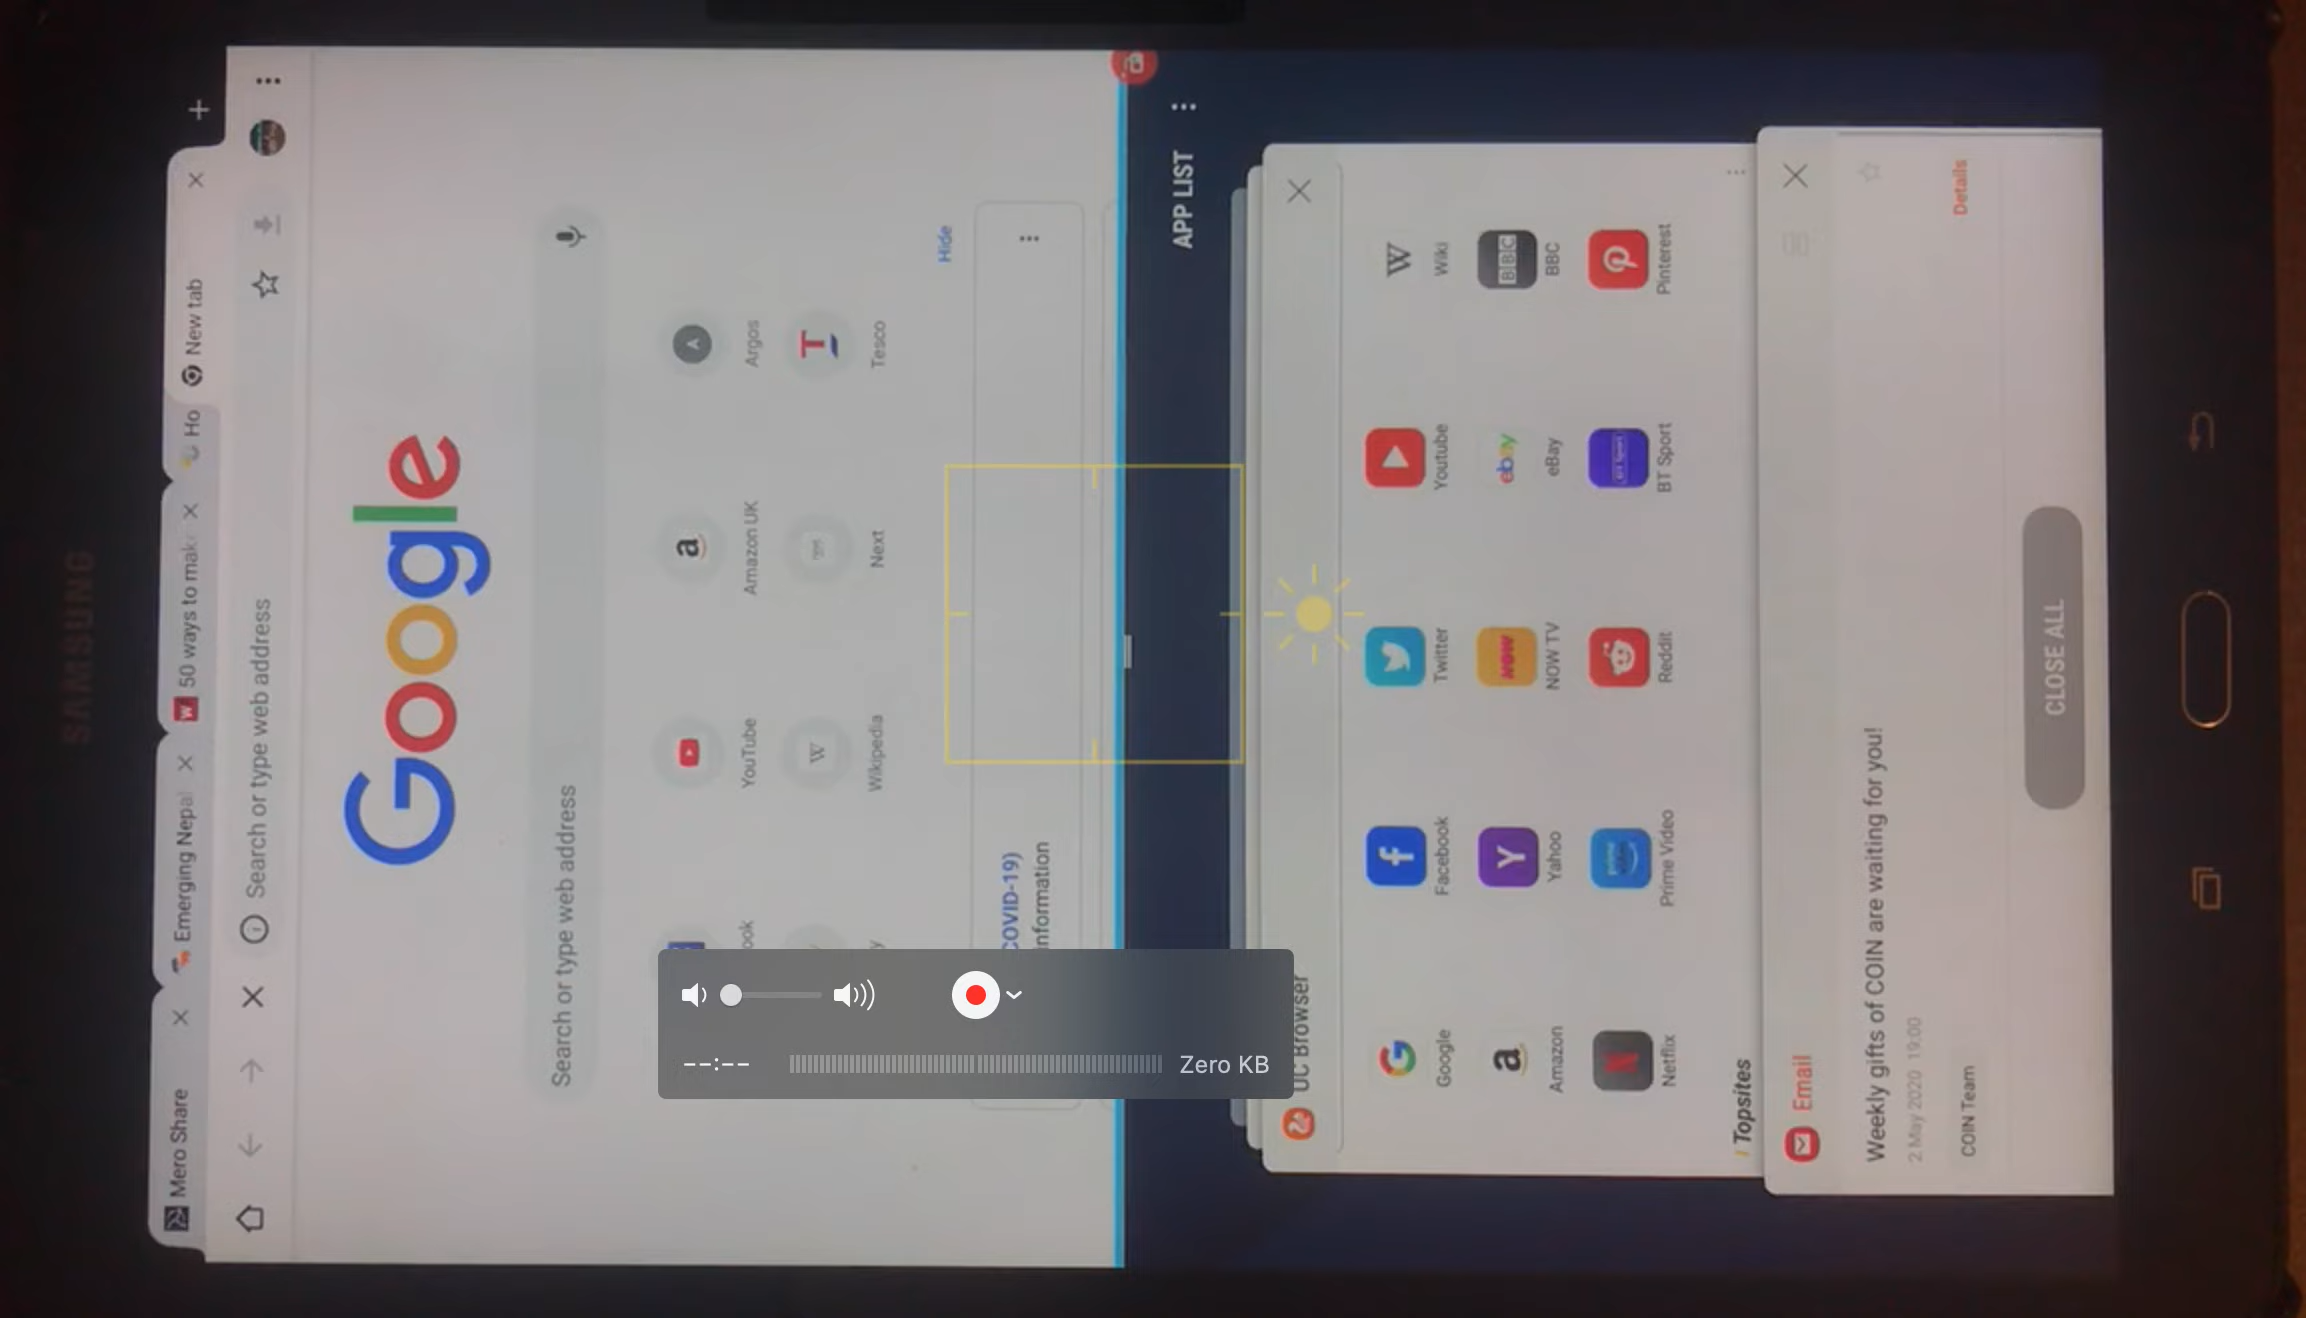 SAMSUNG
Mero Share
Emerging Nepal
50 ways to mak
Ho
New tab
Search or type web address
Google
Search or type web address
ook
YouTube
Amazon UK
Argos
y
Wikipedia
Next
Tesco
Hide
COVID-19)
information
APP LIST
UC Browser
Google
Facebook
Twitter
Youtube
Wiki
Amazon
Yahoo
NOW TV
eBay
BBC
Netflix
Prime Video
Reddit
BT Sport
Pinterest
Topsites
Email
Weekly gifts of COIN are waiting for you!
2 May 2020 19:00
COIN Team
Details
CLOSE ALL
--:--
Zero KB